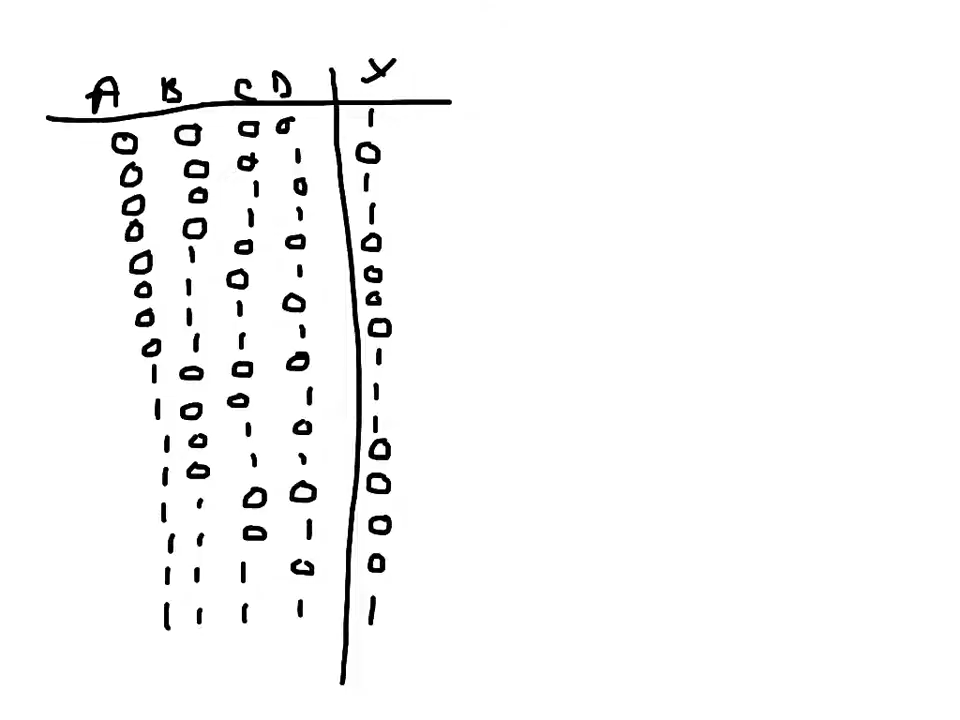 A B C D Y
0 0 0 0 1
0 0 0 1 0
0 0 1 0 1
0 0 1 1 1
0 1 0 0 0
0 1 0 1 0
0 1 1 0 0
0 1 1 1 0
1 0 0 0 1
1 0 0 1 1
1 0 1 0 1
1 0 1 1 0
1 1 0 0 0
1 1 0 1 0
1 1 1 0 0
1 1 1 1 1